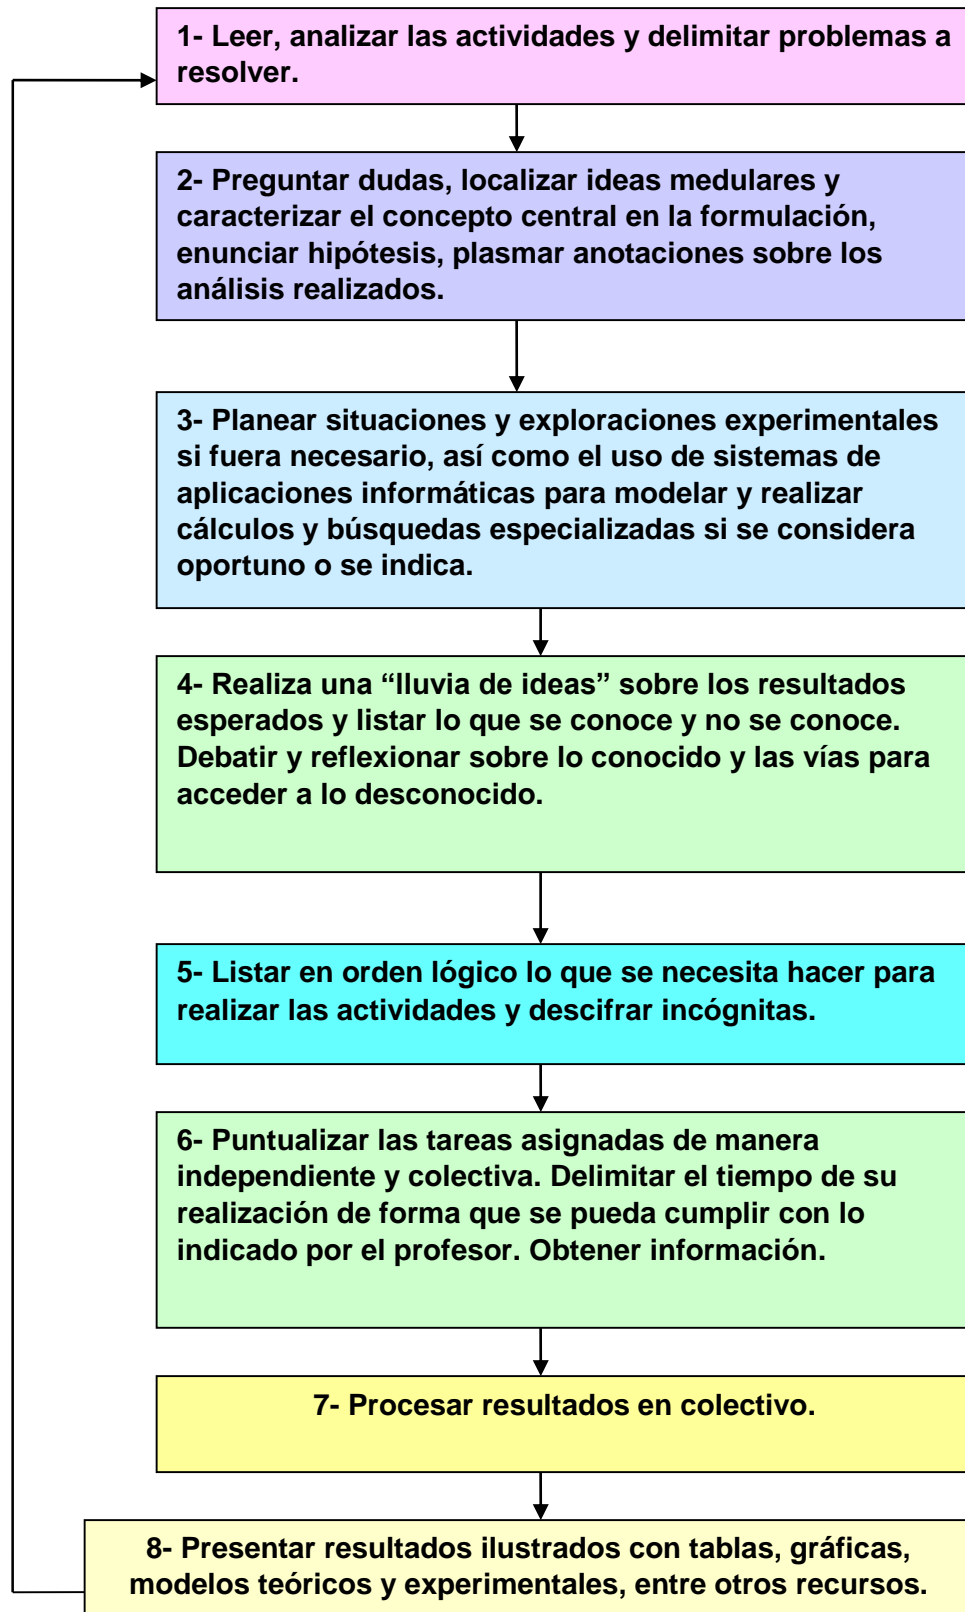 1- Leer, analizar las actividades y delimitar problemas a
resolver.
2- Preguntar dudas, localizar ideas medulares y
caracterizar el concepto central en la formulación,
enunciar hipótesis, plasmar anotaciones sobre los
análisis realizados.
3- Planear situaciones y exploraciones experimentales
si fuera necesario, así como el uso de sistemas de
aplicaciones informáticas para modelar y realizar
cálculos y búsquedas especializadas si se considera
oportuno o se indica.
4- Realiza una “lluvia de ideas” sobre los resultados
esperados y listar lo que se conoce y no se conoce.
Debatir y reflexionar sobre lo conocido y las vías para
acceder a lo desconocido.
5- Listar en orden lógico lo que se necesita hacer para
realizar las actividades y descifrar incógnitas.
6- Puntualizar las tareas asignadas de manera
independiente y colectiva. Delimitar el tiempo de su
realización de forma que se pueda cumplir con lo
indicado por el profesor. Obtener información.
7- Procesar resultados en colectivo.
8- Presentar resultados ilustrados con tablas, gráficas,
modelos teóricos y experimentales, entre otros recursos.